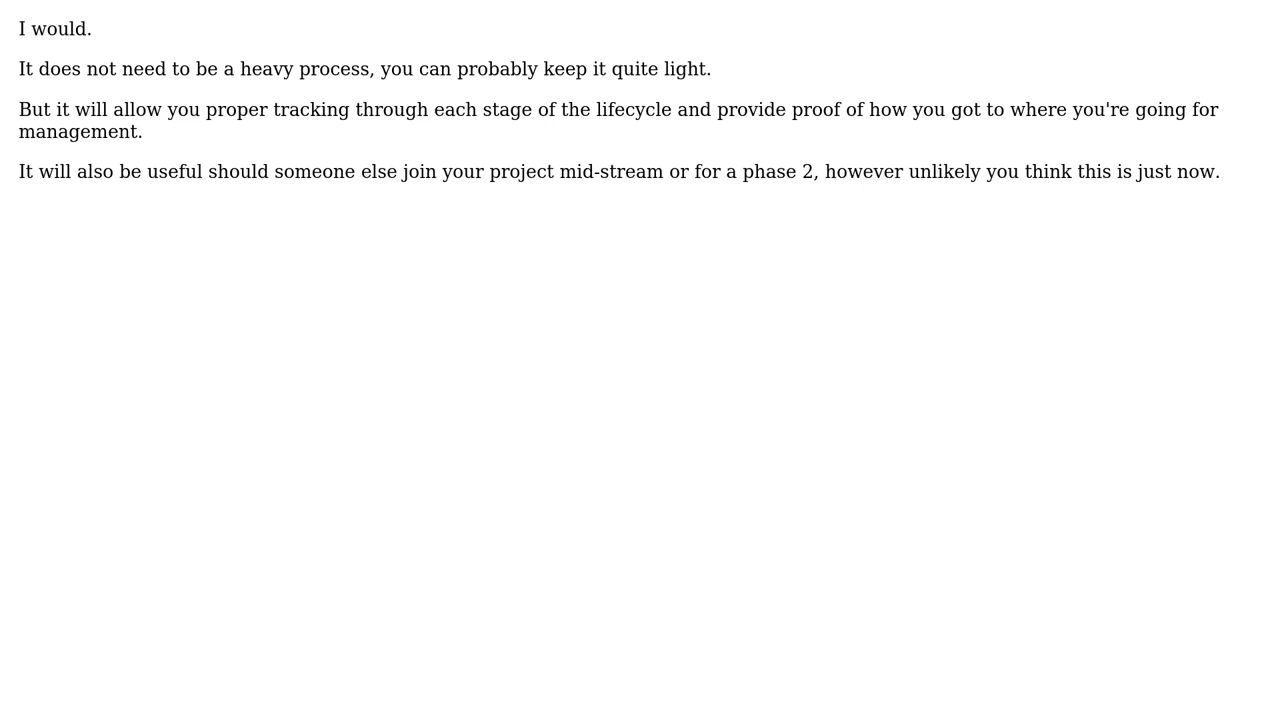 I would.
It does not need to be a heavy process, you can probably keep it quite light.
But it will allow you proper tracking through each stage of the lifecycle and provide proof of how you got to where you're going for
management.
It will also be useful should someone else join your project mid-stream or for a phase 2, however unlikely you think this is just now.